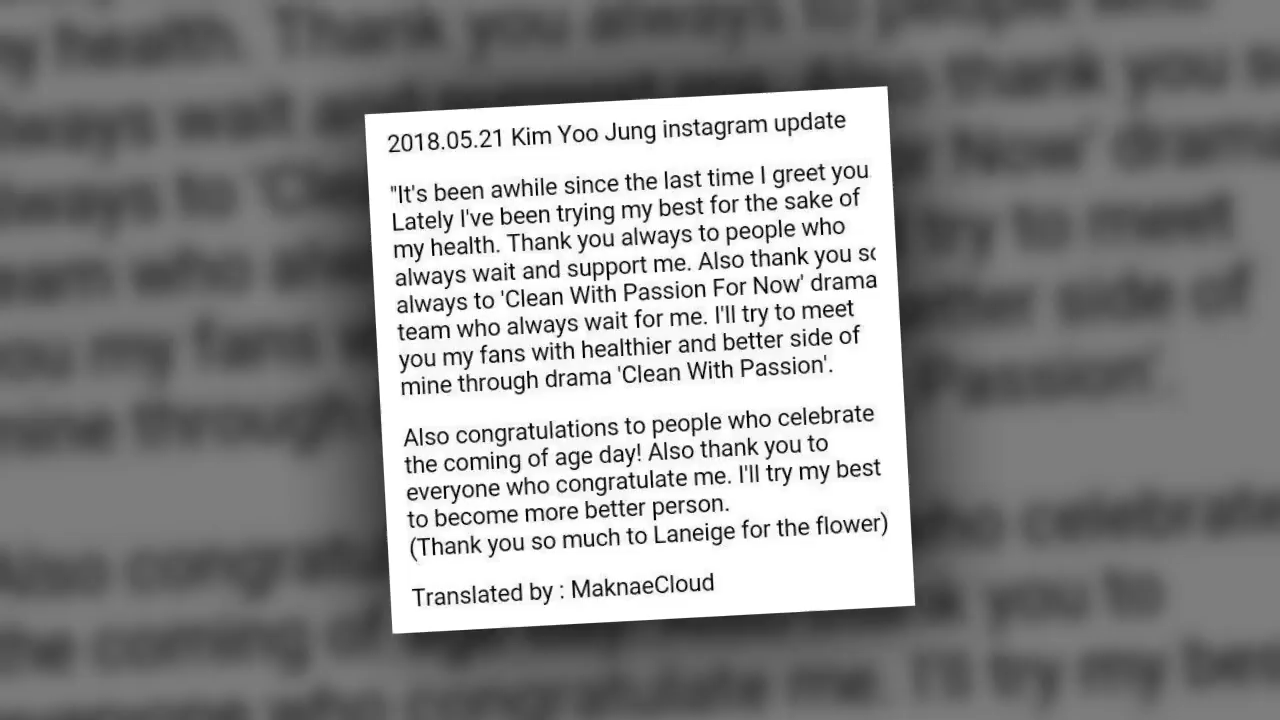 2018.05.21 Kim Yoo Jung instagram update
"It's been awhile since the last time I greet you
Lately I've been trying my best for the sake of
my health. Thank you always to people who
always wait and support me. Also thank you so
always to 'Clean With Passion For Now' drama
team who always wait for me. I'll try to meet
you my fans with healthier and better side of
mine through drama 'Clean With Passion'.
Also congratulations to people who celebrate
the coming of age day! Also thank you to
everyone who congratulate me. I'll try my best
to become more better person.
(Thank you so much to Laneige for the flower)
Translated by : MaknaeCloud